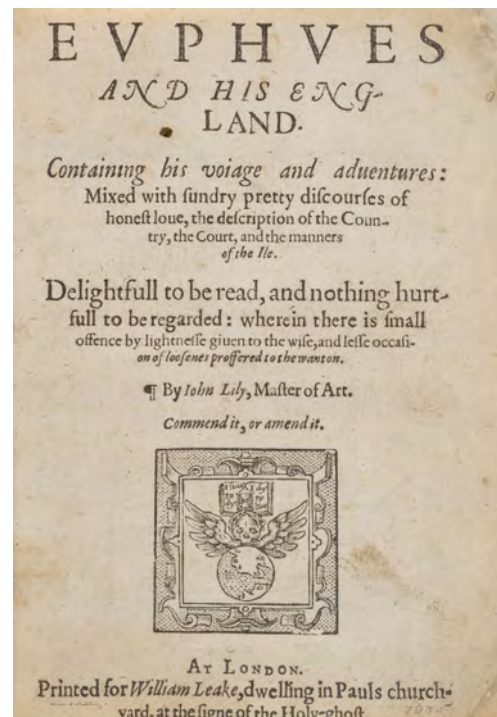 EVPHVES
AND HIS ENG-
LAND.
Containing his voiage and aduentures:
Mixed with ſundry pretty diſcourſes of
honeſt loue, the deſcription of the Coun-
try, the Court, and the manners
of the Ile.
Delightfull to be read, and nothing hurt-
full to be regarded: wherein there is ſmall
offence by lightneſſe giuen to the wiſe, and leſſe occaſi-
on of looſenes proffered to the wanton.
¶ By Iohn Lily, Maſter of Art.
Commend it, or amend it.
AT LONDON.
Printed for William Leake, dwelling in Pauls church-
yard, at the ſigne of the Holy-ghoſt.